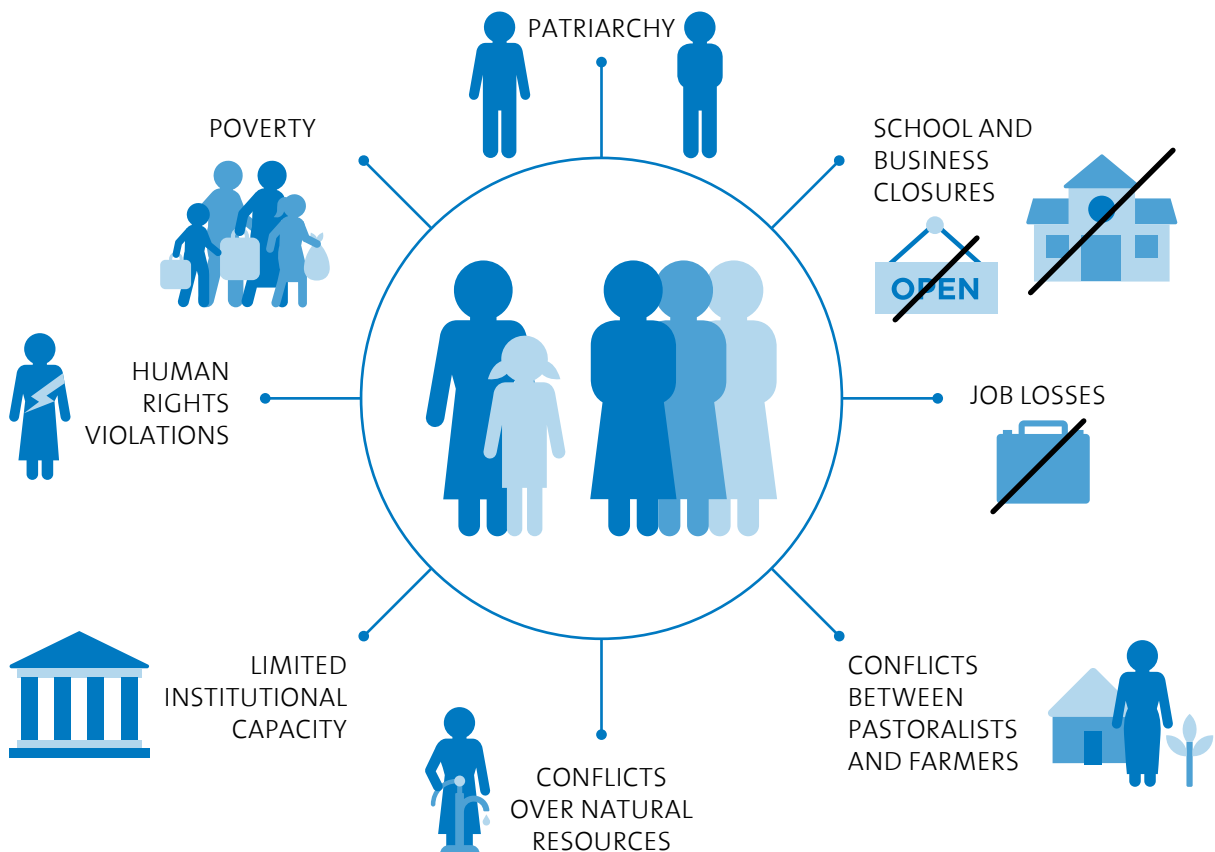 PATRIARCHY
SCHOOL AND
BUSINESS
CLOSURES
OPEN
JOB LOSSES
CONFLICTS
BETWEEN
PASTORALISTS
AND FARMERS
CONFLICTS
OVER NATURAL
RESOURCES
LIMITED
INSTITUTIONAL
CAPACITY
HUMAN
RIGHTS
VIOLATIONS
POVERTY